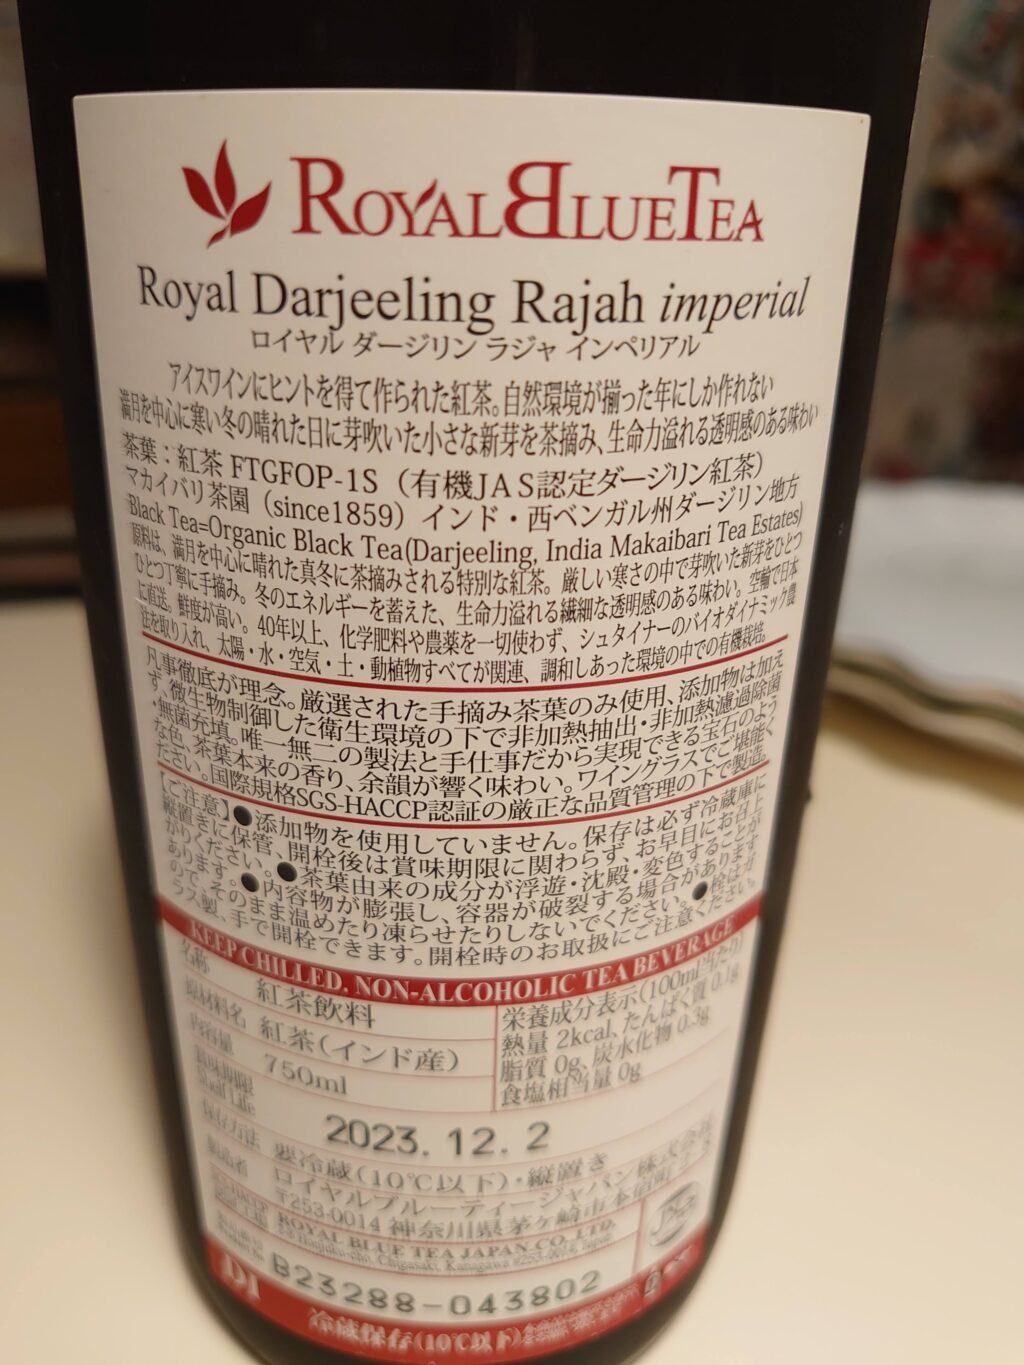 ROYALBLUETEA
Royal Darjeeling Rajah imperial
ロイヤル ダージリン ラジャ インペリアル
アイスワインにヒントを得て作られた紅茶。自然環境が揃った年にしか作れない
満月を中心に寒い冬の晴れた日に芽吹いた小さな新芽を茶摘み、生命力溢れる透明感のある味わい
茶葉：紅茶 FTGFOP-1S（有機JAS認定ダージリン紅茶）
マカイバリ茶園（since1859）インド・西ベンガル州ダージリン地方
Black Tea=Organic Black Tea(Darjeeling, India Makaibari Tea Estates)
原料は、満月を中心に晴れた真冬に茶摘みされる特別な紅茶。厳しい寒さの中で芽吹いた新芽をひとつ
ひとつ丁寧に手摘み。冬のエネルギーを蓄えた、生命力溢れる繊細な透明感のある味わい。空輸で日本
に直送。鮮度が高い。40年以上、化学肥料や農薬を一切使わず、シュタイナーのバイオダイナミック農
法を取り入れ、太陽・水・空気・土・動植物すべてが関連、調和しあった環境の中での有機栽培。
凡事徹底が理念。厳選された手摘み茶葉のみ使用、添加物は加え
ず、微生物制御した衛生環境の下で非加熱抽出・非加熱濾過除菌
・無菌充填。唯一無二の製法と手仕事だから実現できる宝石のよう
な色、茶葉本来の香り、余韻が響く味わい。ワイングラスでご堪能く
ださい。国際規格SGS-HACCP認証の厳正な品質管理の下で製造。
【ご注意】●添加物を使用していません。保存は必ず冷蔵庫に
縦置きに保管、開栓後は賞味期限に関わらず、お早目にお召上
がりください。●茶葉由来の成分が浮遊・沈殿・変色することが
あります。●内容物が膨張し、容器が破裂する場合があります
ので、そのまま温めたり凍らせたりしないでください。●栓はガ
ラス製、手で開栓できます。開栓時のお取扱にご注意ください。
KEEP CHILLED. NON-ALCOHOLIC TEA BEVERAGE
名称 紅茶飲料
原材料名 紅茶（インド産）
内容量 750ml
栄養成分表示(100ml当たり)
熱量 2kcal、たんぱく質 0.1g
脂質 0g、炭水化物 0.3g
食塩相当量 0g
賞味期限
Shelf Life
2023.12.2
保存方法 要冷蔵(10℃以下)・縦置き
製造者 ロイヤルブルーティージャパン株式会社
〒253-0014 神奈川県茅ヶ崎市本宿町
ROYAL BLUE TEA JAPAN CO.,LTD.
B23288-043802
冷蔵保存(10℃以下)